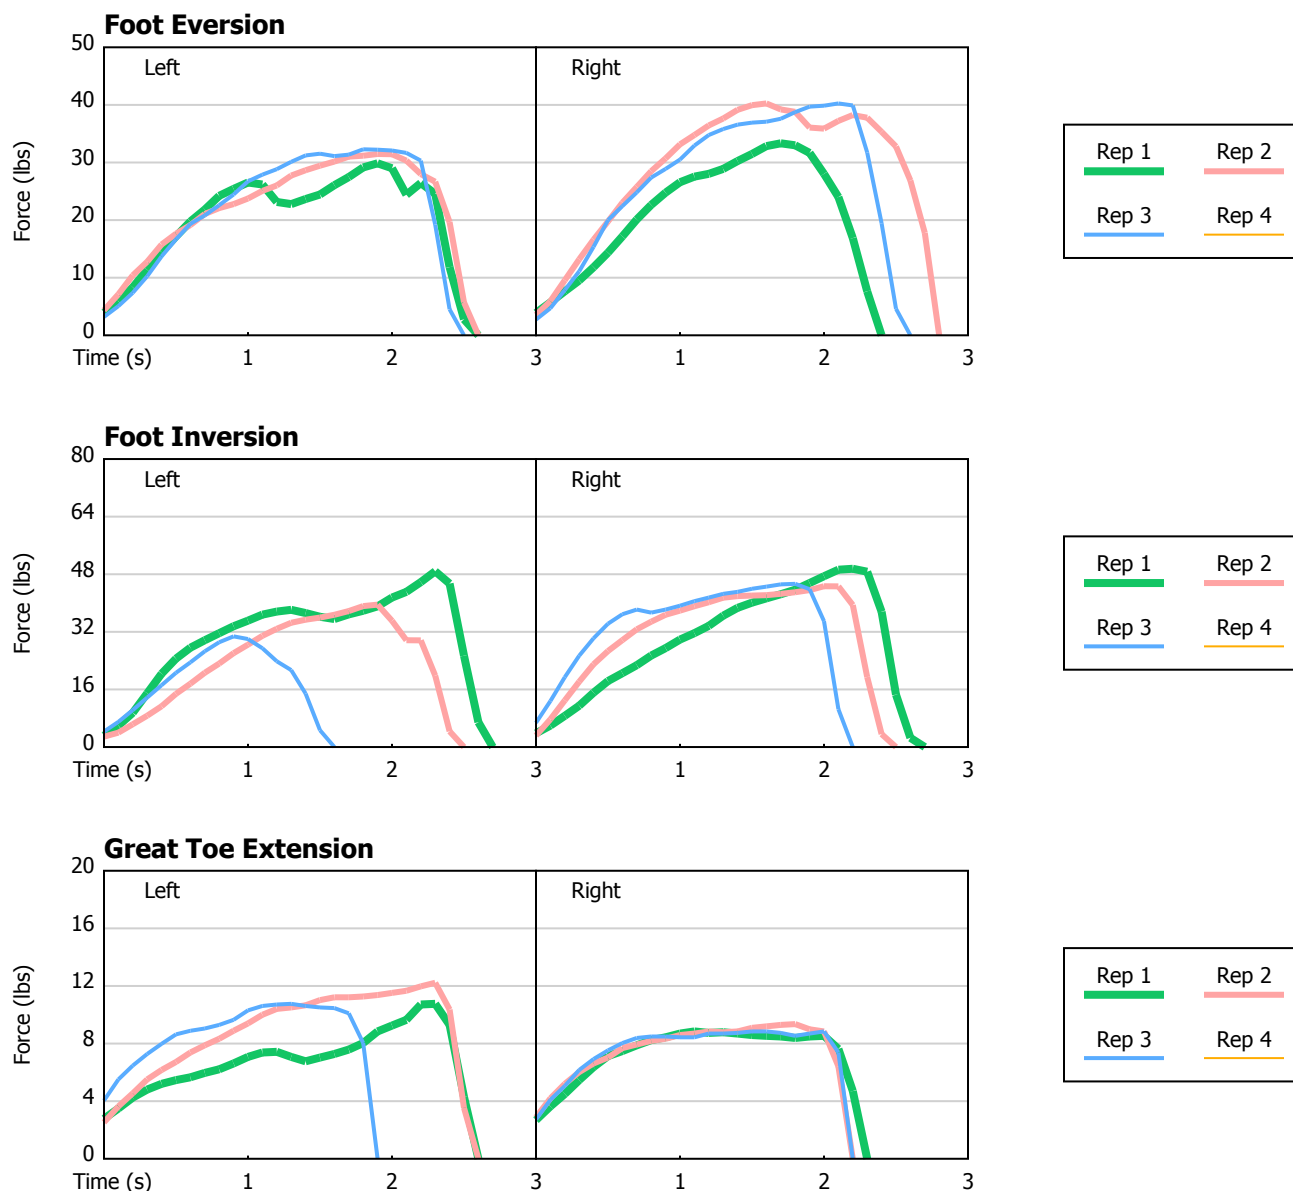 Foot Eversion
50
40
30
20
10
0
Force (lbs)
Left
Right
Time (s) 1 2 3 1 2 3
Rep 1 Rep 2
Rep 3 Rep 4
Foot Inversion
80
64
48
32
16
0
Force (lbs)
Left
Right
Time (s) 1 2 3 1 2 3
Rep 1 Rep 2
Rep 3 Rep 4
Great Toe Extension
20
16
12
8
4
0
Force (lbs)
Left
Right
Time (s) 1 2 3 1 2 3
Rep 1 Rep 2
Rep 3 Rep 4